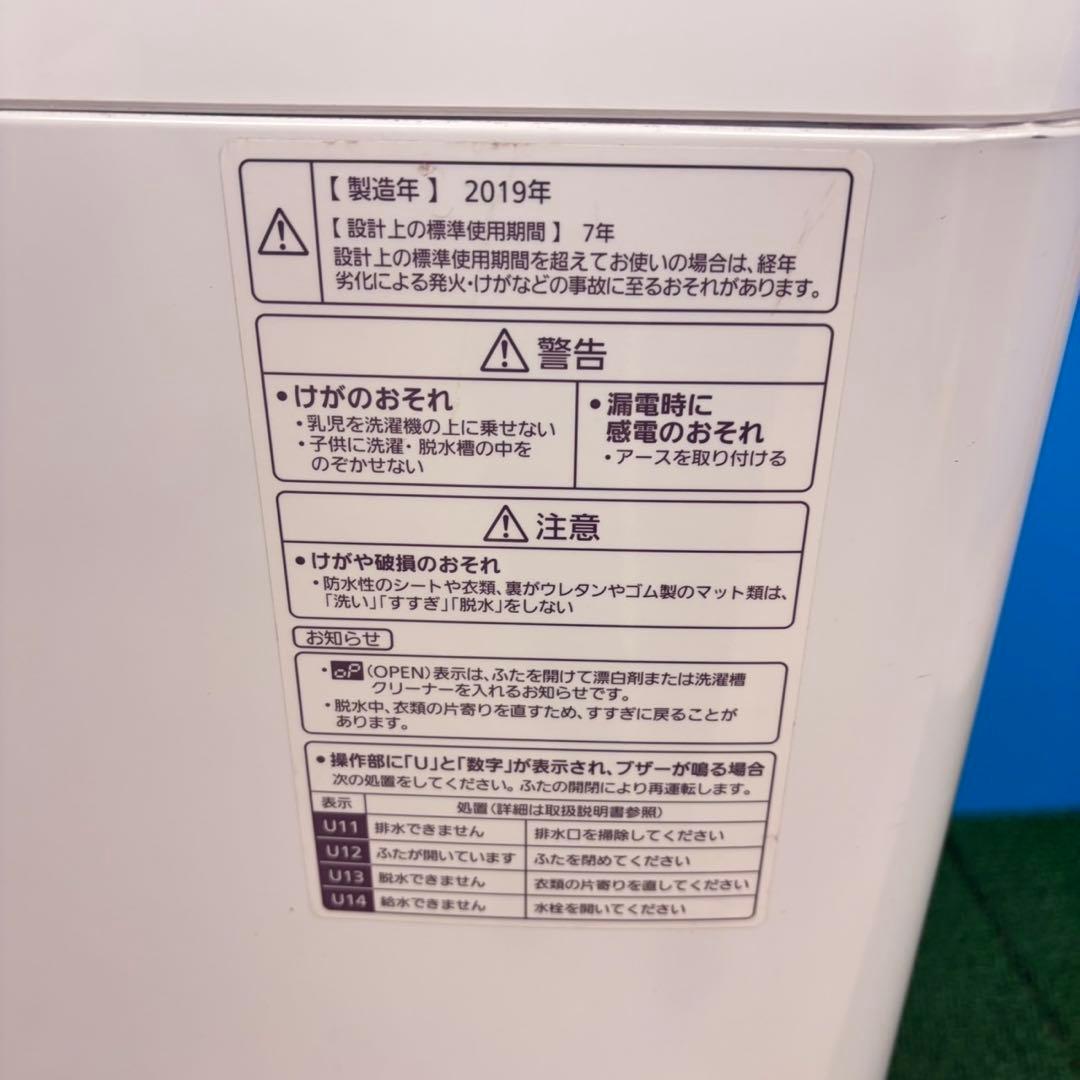 【製造年】 2019年
【設計上の標準使用期間】 7年
設計上の標準使用期間を超えてお使いの場合は、経年
劣化による発火・けがなどの事故に至るおそれがあります。
警告
・けがのおそれ
・乳児を洗濯機の上に乗せない
・子供に洗濯・脱水槽の中を
のぞかせない
・漏電時に
感電のおそれ
・アースを取り付ける
注意
・けがや破損のおそれ
・防水性のシートや衣類、裏がウレタンやゴム製のマット類は、
「洗い」「すすぎ」「脱水」をしない
お知らせ
・oP(OPEN)表示は、ふたを開けて漂白剤または洗濯槽
クリーナーを入れるお知らせです。
・脱水中、衣類の片寄りを直すため、すすぎに戻ることが
あります。
・操作部に「U」と「数字」が表示され、ブザーが鳴る場合
次の処置をしてください。ふたの開閉により再運転します。
表示 処置(詳細は取扱説明書参照)
U11 排水できません 排水口を掃除してください
U12 ふたが開いています ふたを閉めてください
U13 脱水できません 衣類の片寄りを直してください
U14 給水できません 水栓を開いてください